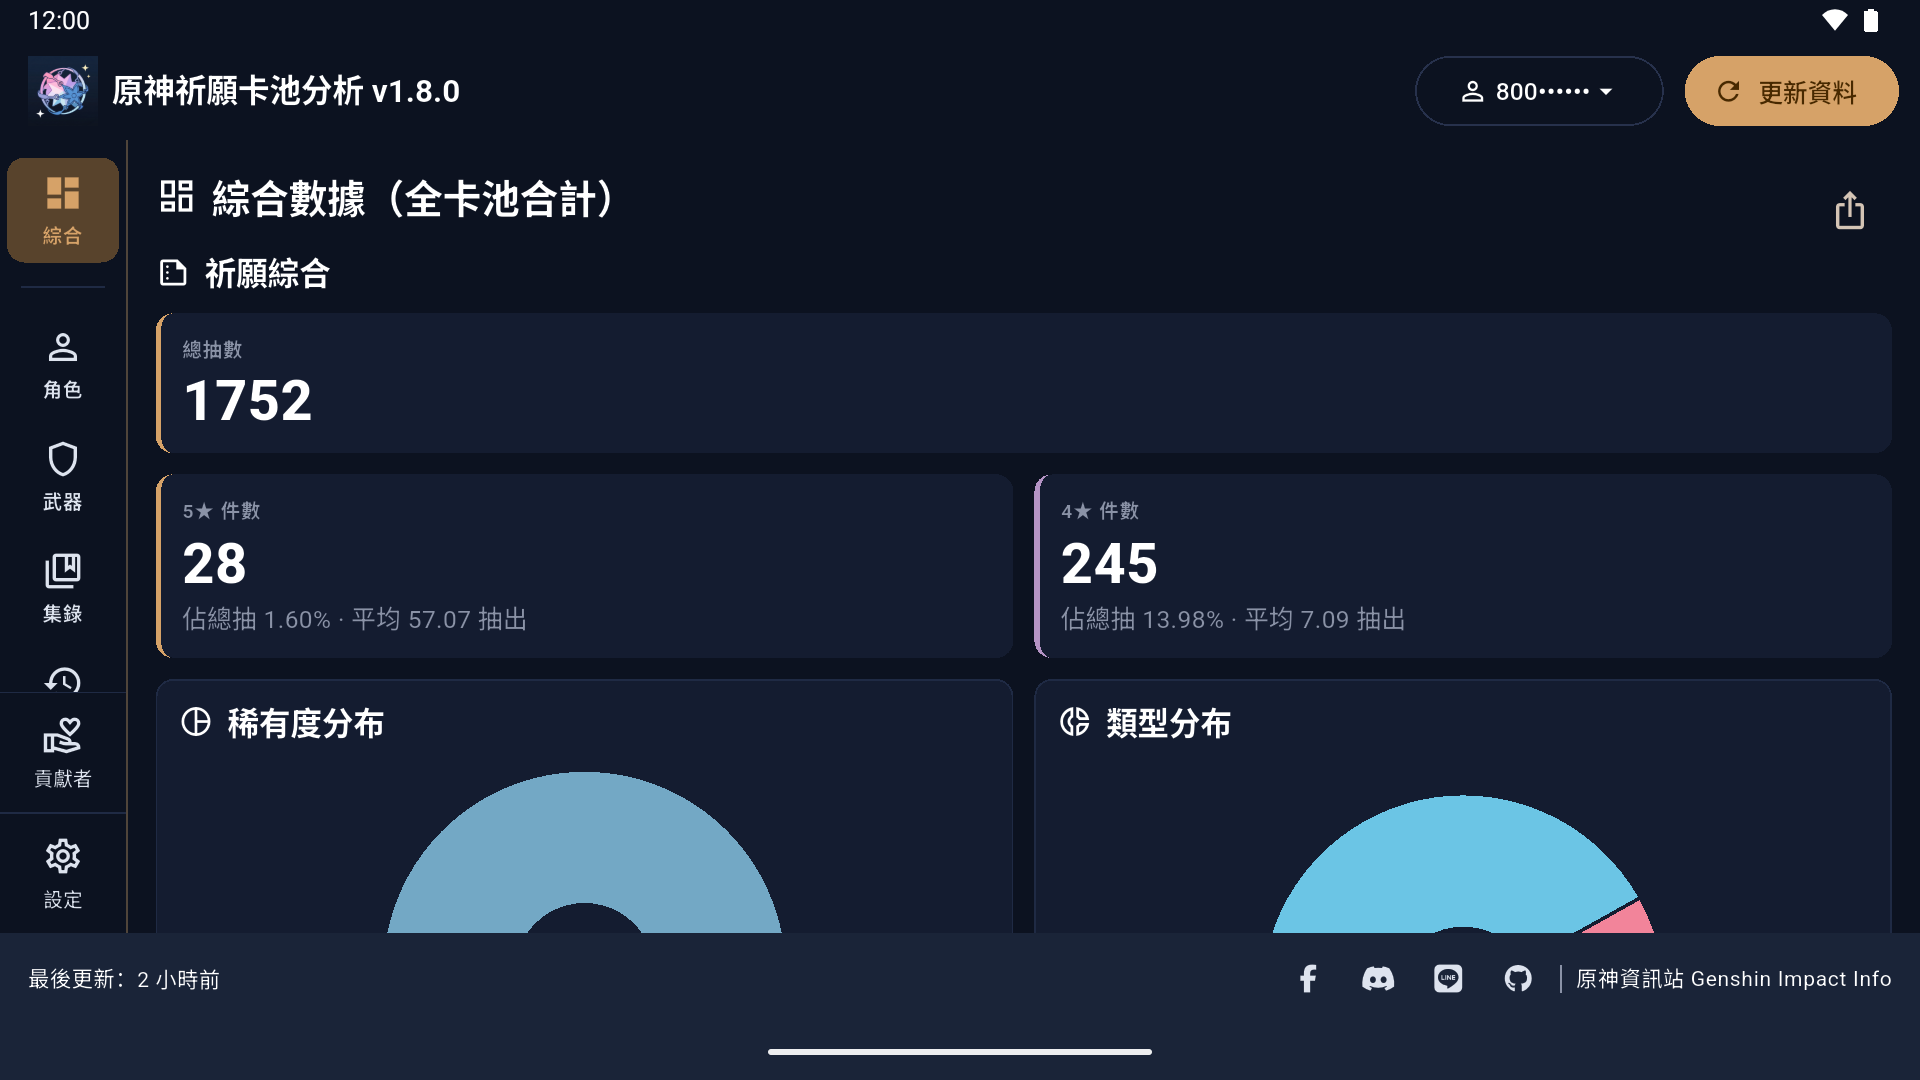 12:00
原神祈願卡池分析 v1.8.0
800••••••
更新資料
綜合
角色
武器
集錄
貢獻者
設定
綜合數據（全卡池合計）
祈願綜合
總抽數
1752
5★ 件數
28
佔總抽 1.60% · 平均 57.07 抽出
4★ 件數
245
佔總抽 13.98% · 平均 7.09 抽出
稀有度分布
類型分布
最後更新：2 小時前
LINE
原神資訊站 Genshin Impact Info